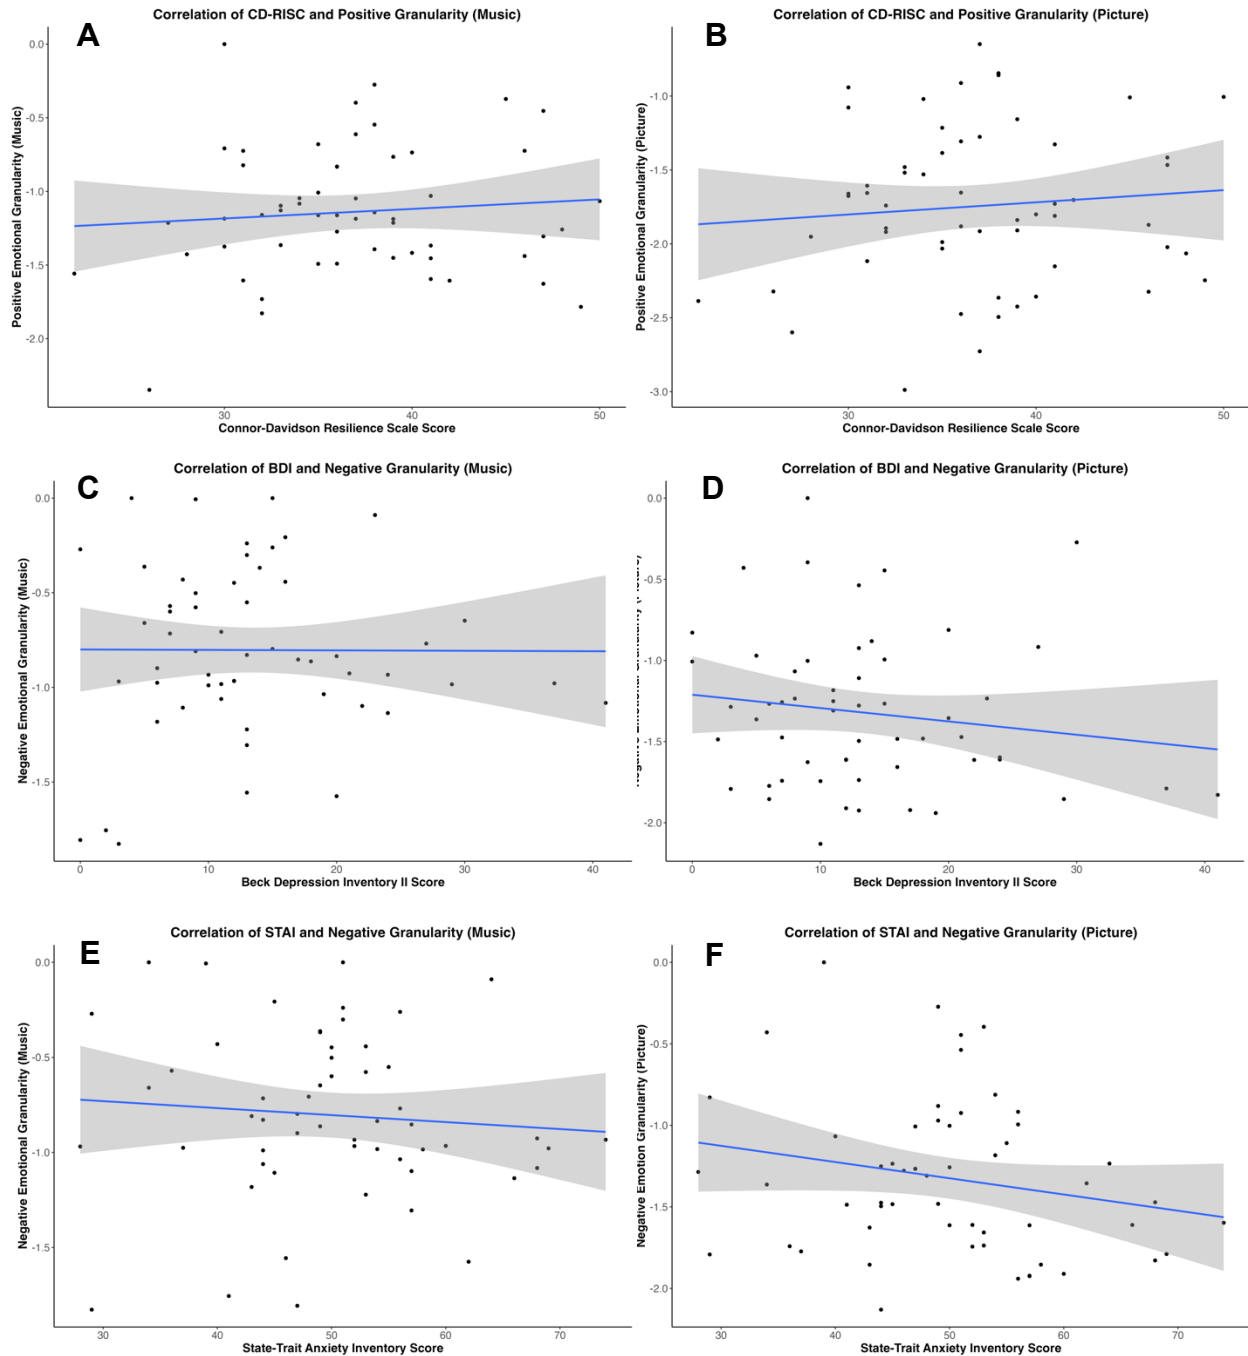 Correlation of CD-RISC and Positive Granularity (Music)
A
Positive Emotional Granularity (Music)
0.0
-0.5
-1.0
-1.5
-2.0
30
40
50
Connor-Davidson Resilience Scale Score
Correlation of CD-RISC and Positive Granularity (Picture)
B
Positive Emotional Granularity (Picture)
-1.0
-1.5
-2.0
-2.5
-3.0
30
40
50
Connor-Davidson Resilience Scale Score
Correlation of BDI and Negative Granularity (Music)
C
Negative Emotional Granularity (Music)
0.0
-0.5
-1.0
-1.5
0
10
20
30
40
Beck Depression Inventory II Score
Correlation of BDI and Negative Granularity (Picture)
D
Negative Emotional Granularity (Picture)
0.0
-0.5
-1.0
-1.5
-2.0
0
10
20
30
40
Beck Depression Inventory II Score
Correlation of STAI and Negative Granularity (Music)
E
Negative Emotional Granularity (Music)
0.0
-0.5
-1.0
-1.5
30
40
50
60
70
State-Trait Anxiety Inventory Score
Correlation of STAI and Negative Granularity (Picture)
F
Negative Emotion Granularity (Picture)
0.0
-0.5
-1.0
-1.5
-2.0
30
40
50
60
70
State-Trait Anxiety Inventory Score